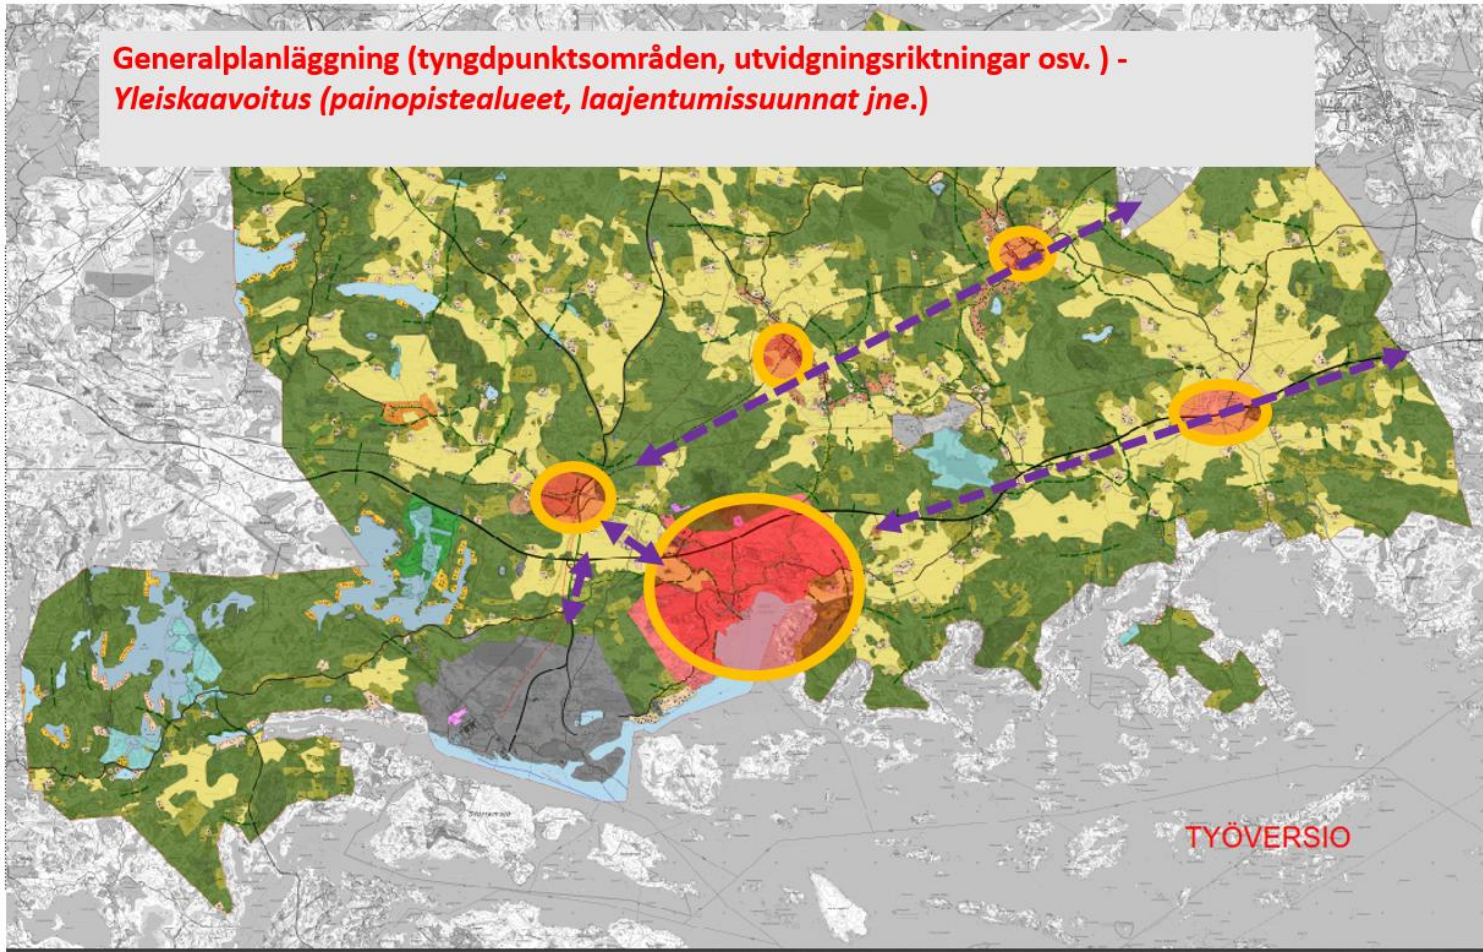 Generalplanläggning (tyngdpunktsområden, utvidgningsriktningar osv. ) -
Yleiskaavoitus (painopistealueet, laajentumissuunnat jne.)
TYÖVERSIO